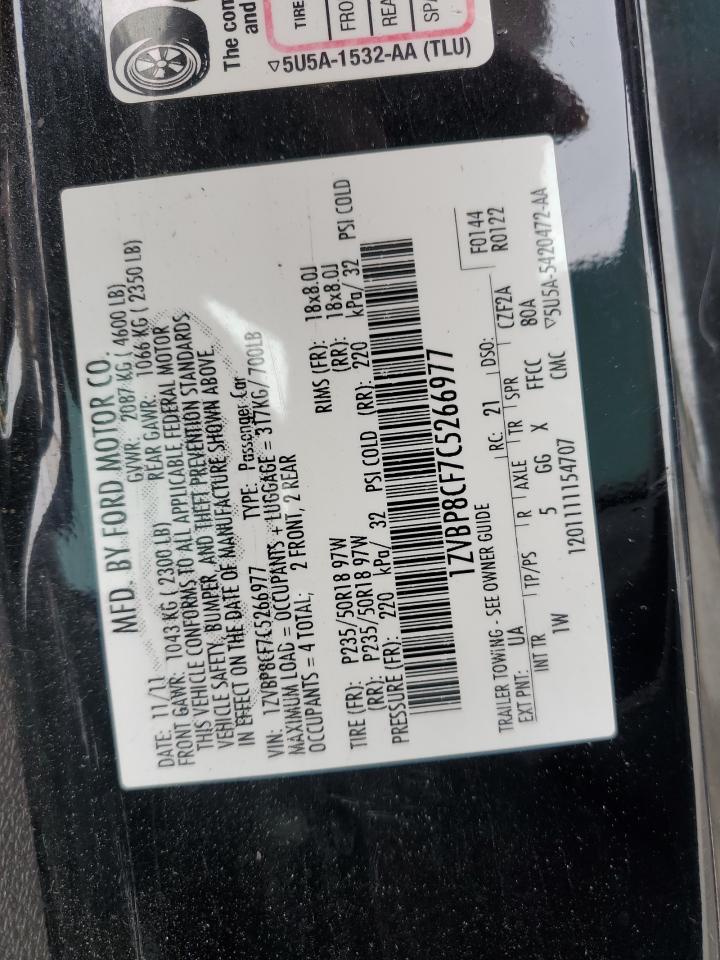 The com
and
TIRE
FRO
REA
SPA
▽5U5A-1532-AA (TLU)
MFD. BY FORD MOTOR CO.
DATE: 11/11 GVWR: 2087 KG ( 4600 LB)
FRONT GAWR: 1043 KG ( 2300 LB) REAR GAWR: 1066 KG ( 2350 LB)
THIS VEHICLE CONFORMS TO ALL APPLICABLE FEDERAL MOTOR
VEHICLE SAFETY, BUMPER, AND THEFT PREVENTION STANDARDS
IN EFFECT ON THE DATE OF MANUFACTURE SHOWN ABOVE.
VIN: 1ZVBP8CF7C5266977 TYPE: Passenger Car
MAXIMUM LOAD = OCCUPANTS + LUGGAGE = 317KG / 700LB
OCCUPANTS = 4 TOTAL; 2 FRONT, 2 REAR
TIRE (FR): P235/50R18 97W RIMS (FR): 18x8.0J
(RR): P235/50R18 97W (RR): 18x8.0J
PRESSURE (FR): 220 kPa/ 32 PSI COLD (RR): 220 kPa/ 32 PSI COLD
1ZVBP8CF7C5266977
TRAILER TOWING - SEE OWNER GUIDE RC: 21 DSO: F0144
EXT PNT: UA R0122
INT TR TP/PS R AXLE TR SPR CZF2A
1W 5 GG X FFCC 80A
1201111154707 CMC ▽5U5A-5420472-AA